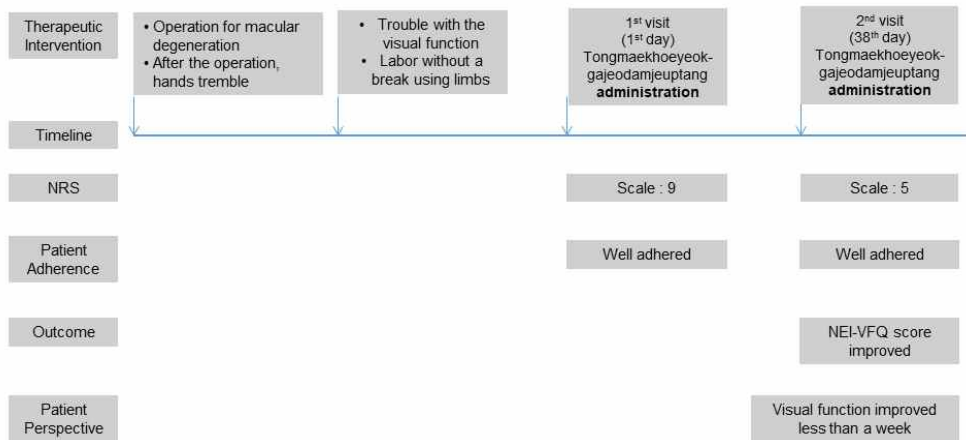 Therapeutic
Intervention
• Operation for macular
degeneration
• After the operation,
hands tremble
• Trouble with the
visual function
• Labor without a
break using limbs
1st visit
(1st day)
Tongmaekhoeyeok-
gajeodamjeuptang
administration
2nd visit
(38th day)
Tongmaekhoeyeok-
gajeodamjeuptang
administration
Timeline
NRS
Scale : 9
Scale : 5
Patient
Adherence
Well adhered
Well adhered
Outcome
NEI-VFQ score
improved
Patient
Perspective
Visual function improved
less than a week